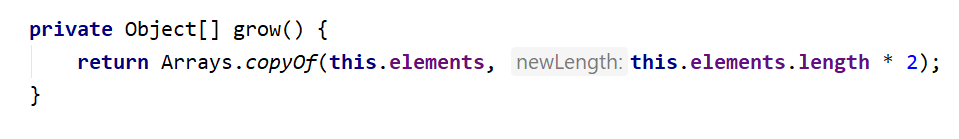 private Object[] grow() {
    return Arrays.copyOf(this.elements, newLength: this.elements.length * 2);
}